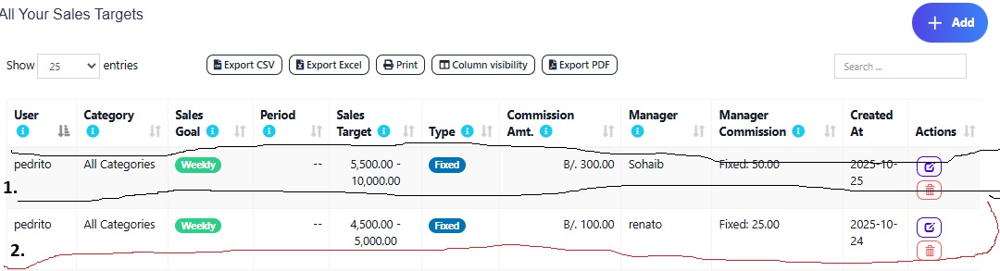 All Your Sales Targets
+ Add
Show 25 entries
Export CSV Export Excel Print Column visibility Export PDF
Search ...
User Category Sales Goal Period Sales Target Type Commission Amt. Manager Manager Commission Created At Actions
1.
pedrito All Categories Weekly -- 5,500.00 - 10,000.00 Fixed B/. 300.00 Sohaib Fixed: 50.00 2025-10-25
2.
pedrito All Categories Weekly -- 4,500.00 - 5,000.00 Fixed B/. 100.00 renato Fixed: 25.00 2025-10-24